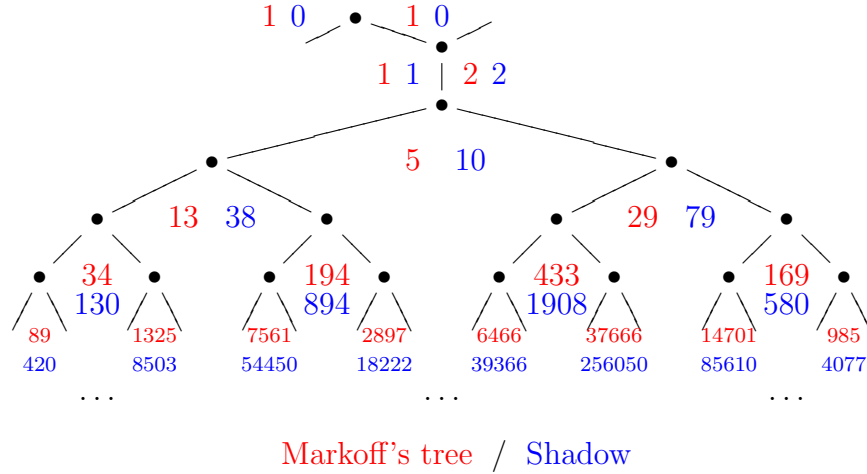 1 0 1 0
1 1 2 2
5 10
13 38 29 79
34 194 433 169
130 894 1908 580
89 1325 7561 2897 6466 37666 14701 985
420 8503 54450 18222 39366 256050 85610 4077
... ... ...
Markoff's tree / Shadow